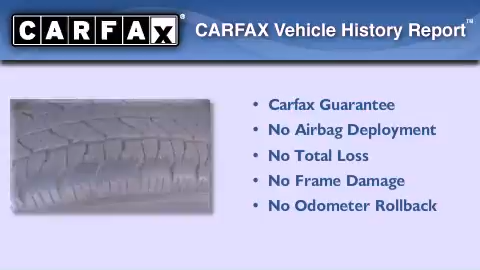 CARFAX® CARFAX Vehicle History Report™
• Carfax Guarantee
• No Airbag Deployment
• No Total Loss
• No Frame Damage
• No Odometer Rollback